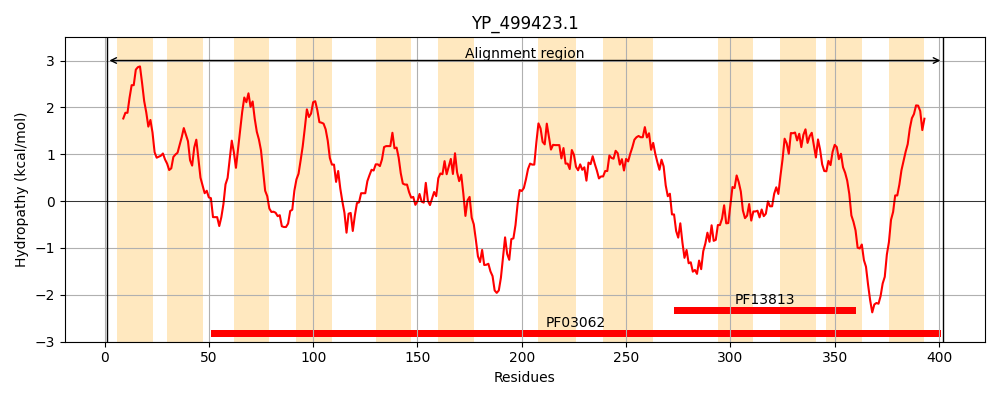 YP_499423.1
Alignment region
Hydropathy (kcal/mol)
3
2
1
0
−1
−2
−3
PF13813
PF03062
0 50 100 150 200 250 300 350 400
Residues